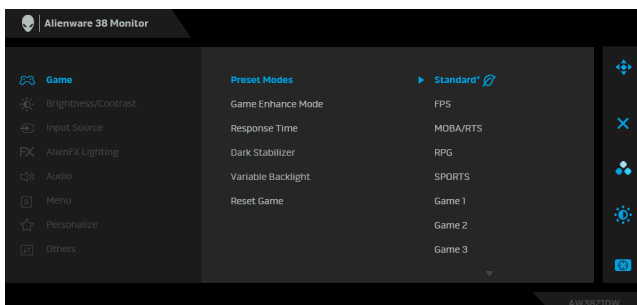 Alienware 38 Monitor
Game
Brightness/Contrast
Input Source
AlienFX Lighting
Audio
Menu
Personalize
Others
Preset Modes
Game Enhance Mode
Response Time
Dark Stabilizer
Variable Backlight
Reset Game
Standard*
FPS
MOBA/RTS
RPG
SPORTS
Game 1
Game 2
Game 3
AW3821DW